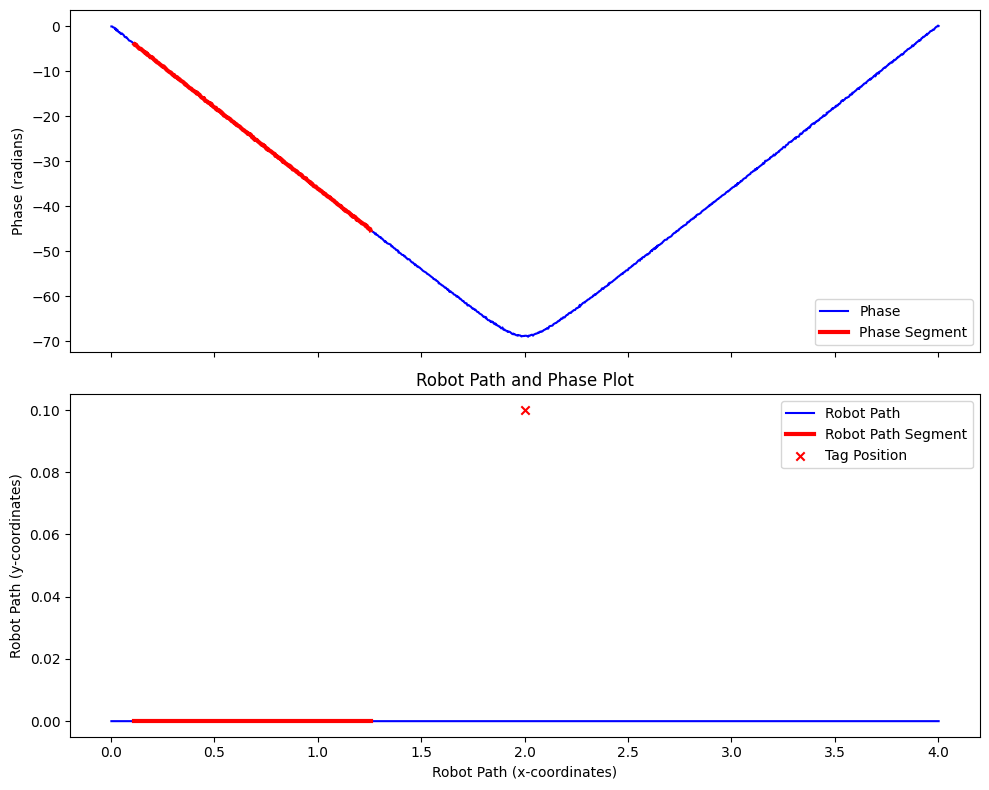 0
−10
−20
−30
−40
−50
−60
−70
Phase (radians)
Phase
Phase Segment
Robot Path and Phase Plot
0.10
0.08
0.06
0.04
0.02
0.00
Robot Path (y-coordinates)
Robot Path
Robot Path Segment
Tag Position
0.0 0.5 1.0 1.5 2.0 2.5 3.0 3.5 4.0
Robot Path (x-coordinates)